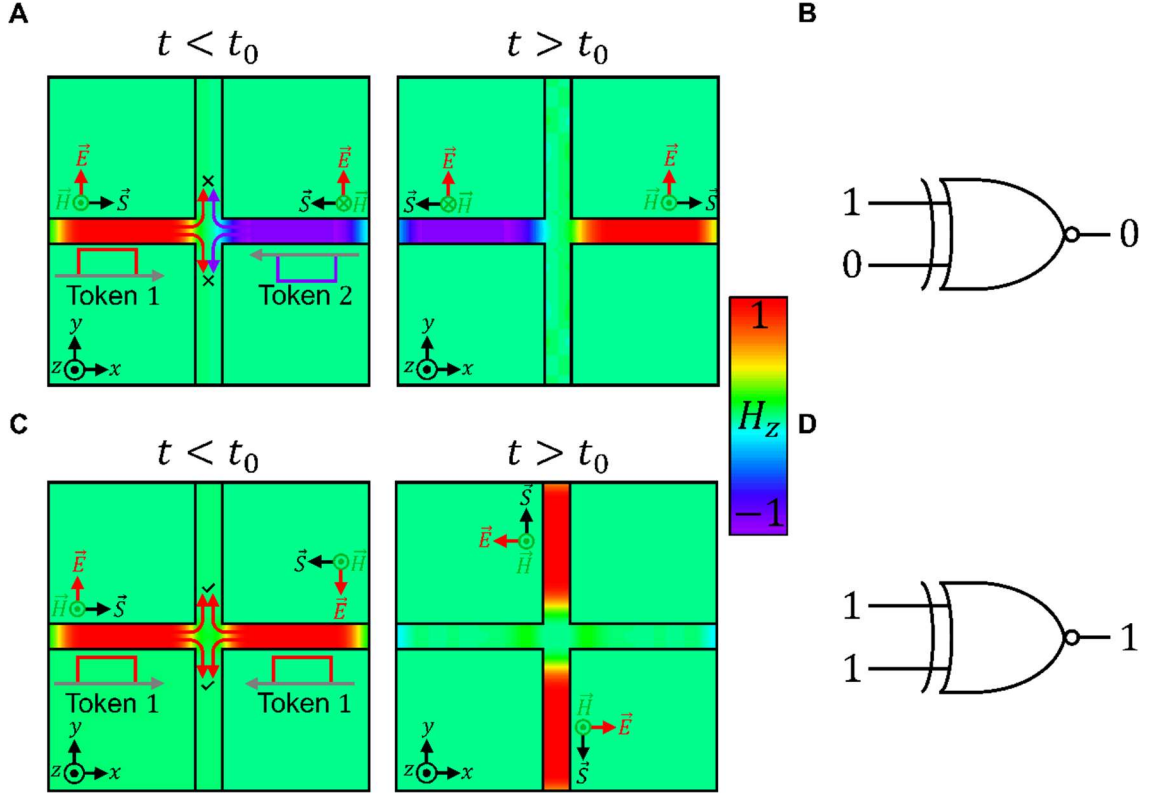 A
B
t < t₀
t > t₀
E⃗
H⃗
S⃗
E⃗
S⃗
H⃗
E⃗
S⃗
H⃗
E⃗
H⃗
S⃗
×
×
Token 1
Token 2
y
z
x
y
z
x
1
0
0
1
H_z
−1
C
D
t < t₀
t > t₀
E⃗
H⃗
S⃗
S⃗
H⃗
E⃗
S⃗
E⃗
H⃗
✓
✓
Token 1
Token 1
H⃗
E⃗
S⃗
y
z
x
y
z
x
1
1
1